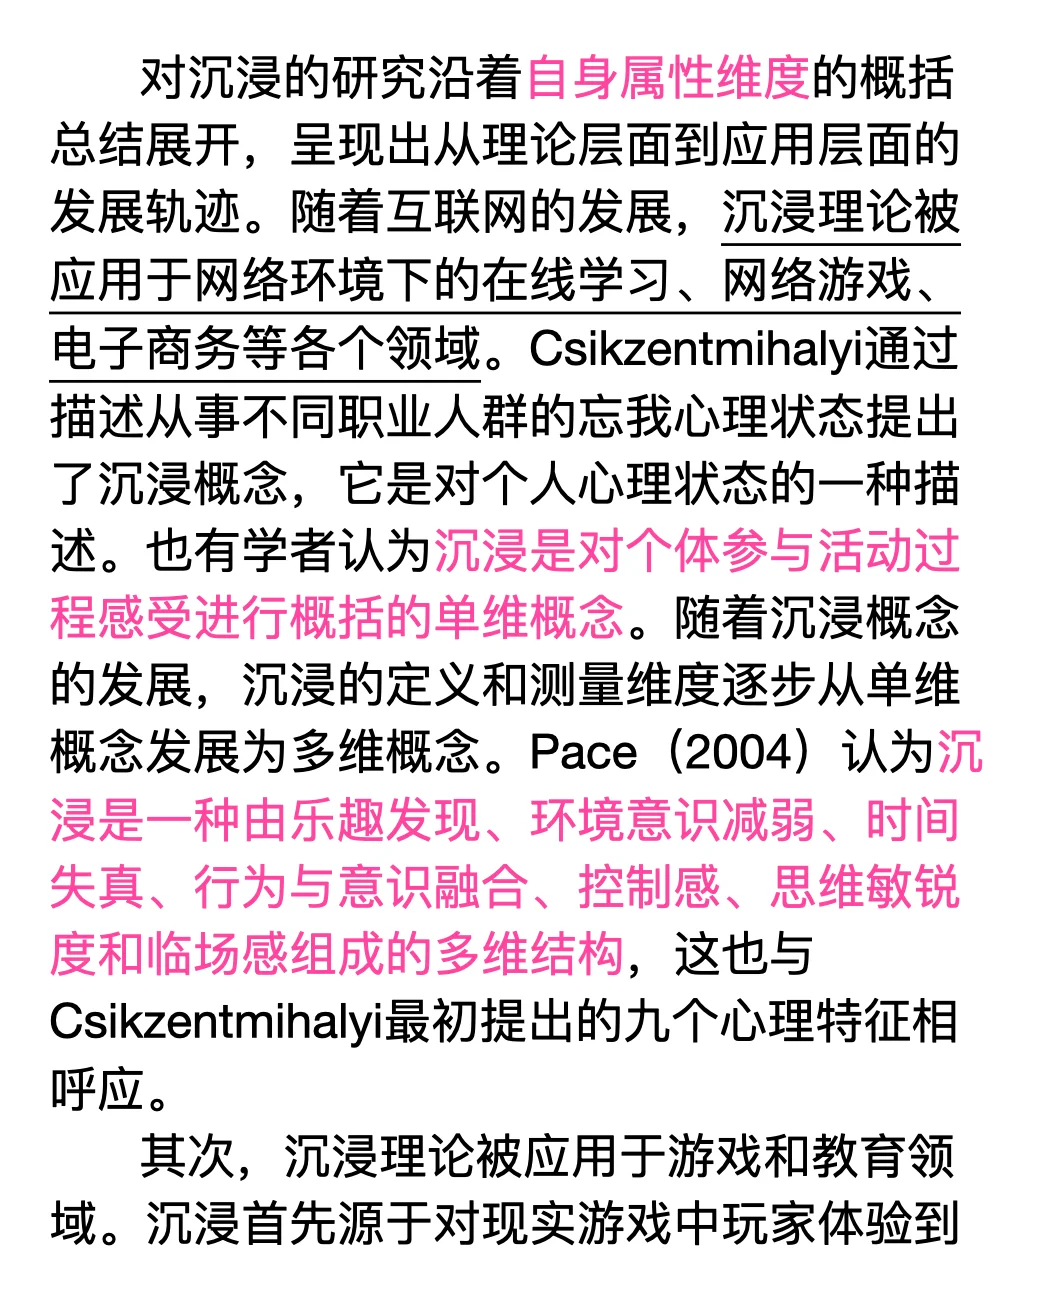 对沉浸的研究沿着自身属性维度的概括
总结展开，呈现出从理论层面到应用层面的
发展轨迹。随着互联网的发展，沉浸理论被
应用于网络环境下的在线学习、网络游戏、
电子商务等各个领域。Csikzentmihalyi通过
描述从事不同职业人群的忘我心理状态提出
了沉浸概念，它是对个人心理状态的一种描
述。也有学者认为沉浸是对个体参与活动过
程感受进行概括的单维概念。随着沉浸概念
的发展，沉浸的定义和测量维度逐步从单维
概念发展为多维概念。Pace（2004）认为沉
浸是一种由乐趣发现、环境意识减弱、时间
失真、行为与意识融合、控制感、思维敏锐
度和临场感组成的多维结构，这也与
Csikzentmihalyi最初提出的九个心理特征相
呼应。
其次，沉浸理论被应用于游戏和教育领
域。沉浸首先源于对现实游戏中玩家体验到